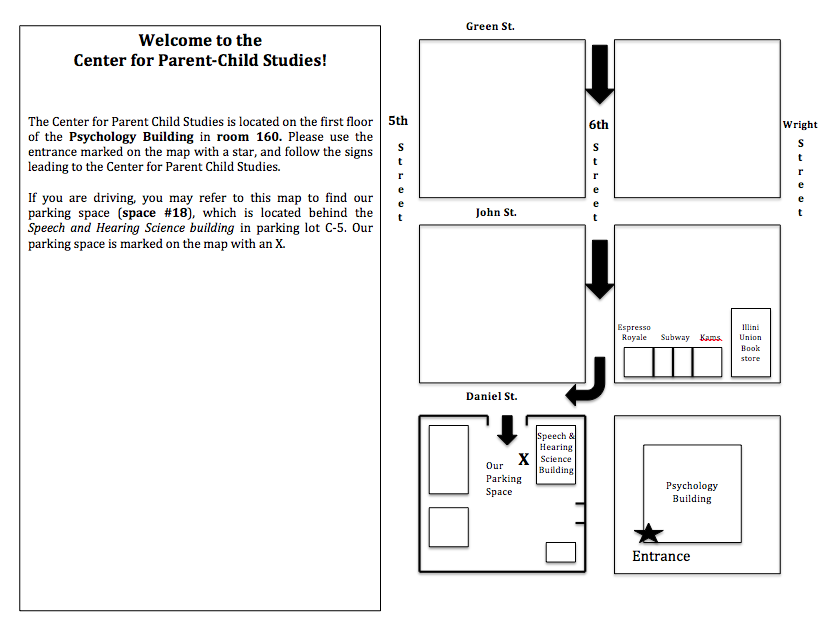 Welcome to the
Center for Parent-Child Studies!
The Center for Parent Child Studies is located on the first floor
of the Psychology Building in room 160. Please use the
entrance marked on the map with a star, and follow the signs
leading to the Center for Parent Child Studies.
If you are driving, you may refer to this map to find our
parking space (space #18), which is located behind the
Speech and Hearing Science building in parking lot C-5. Our
parking space is marked on the map with an X.
Green St.
5th
Street
6th
Street
Wright
Street
John St.
Espresso
Royale
Subway
Kams
Illini
Union
Book
store
Daniel St.
Speech &
Hearing
Science
Building
X
Our
Parking
Space
Psychology
Building
Entrance